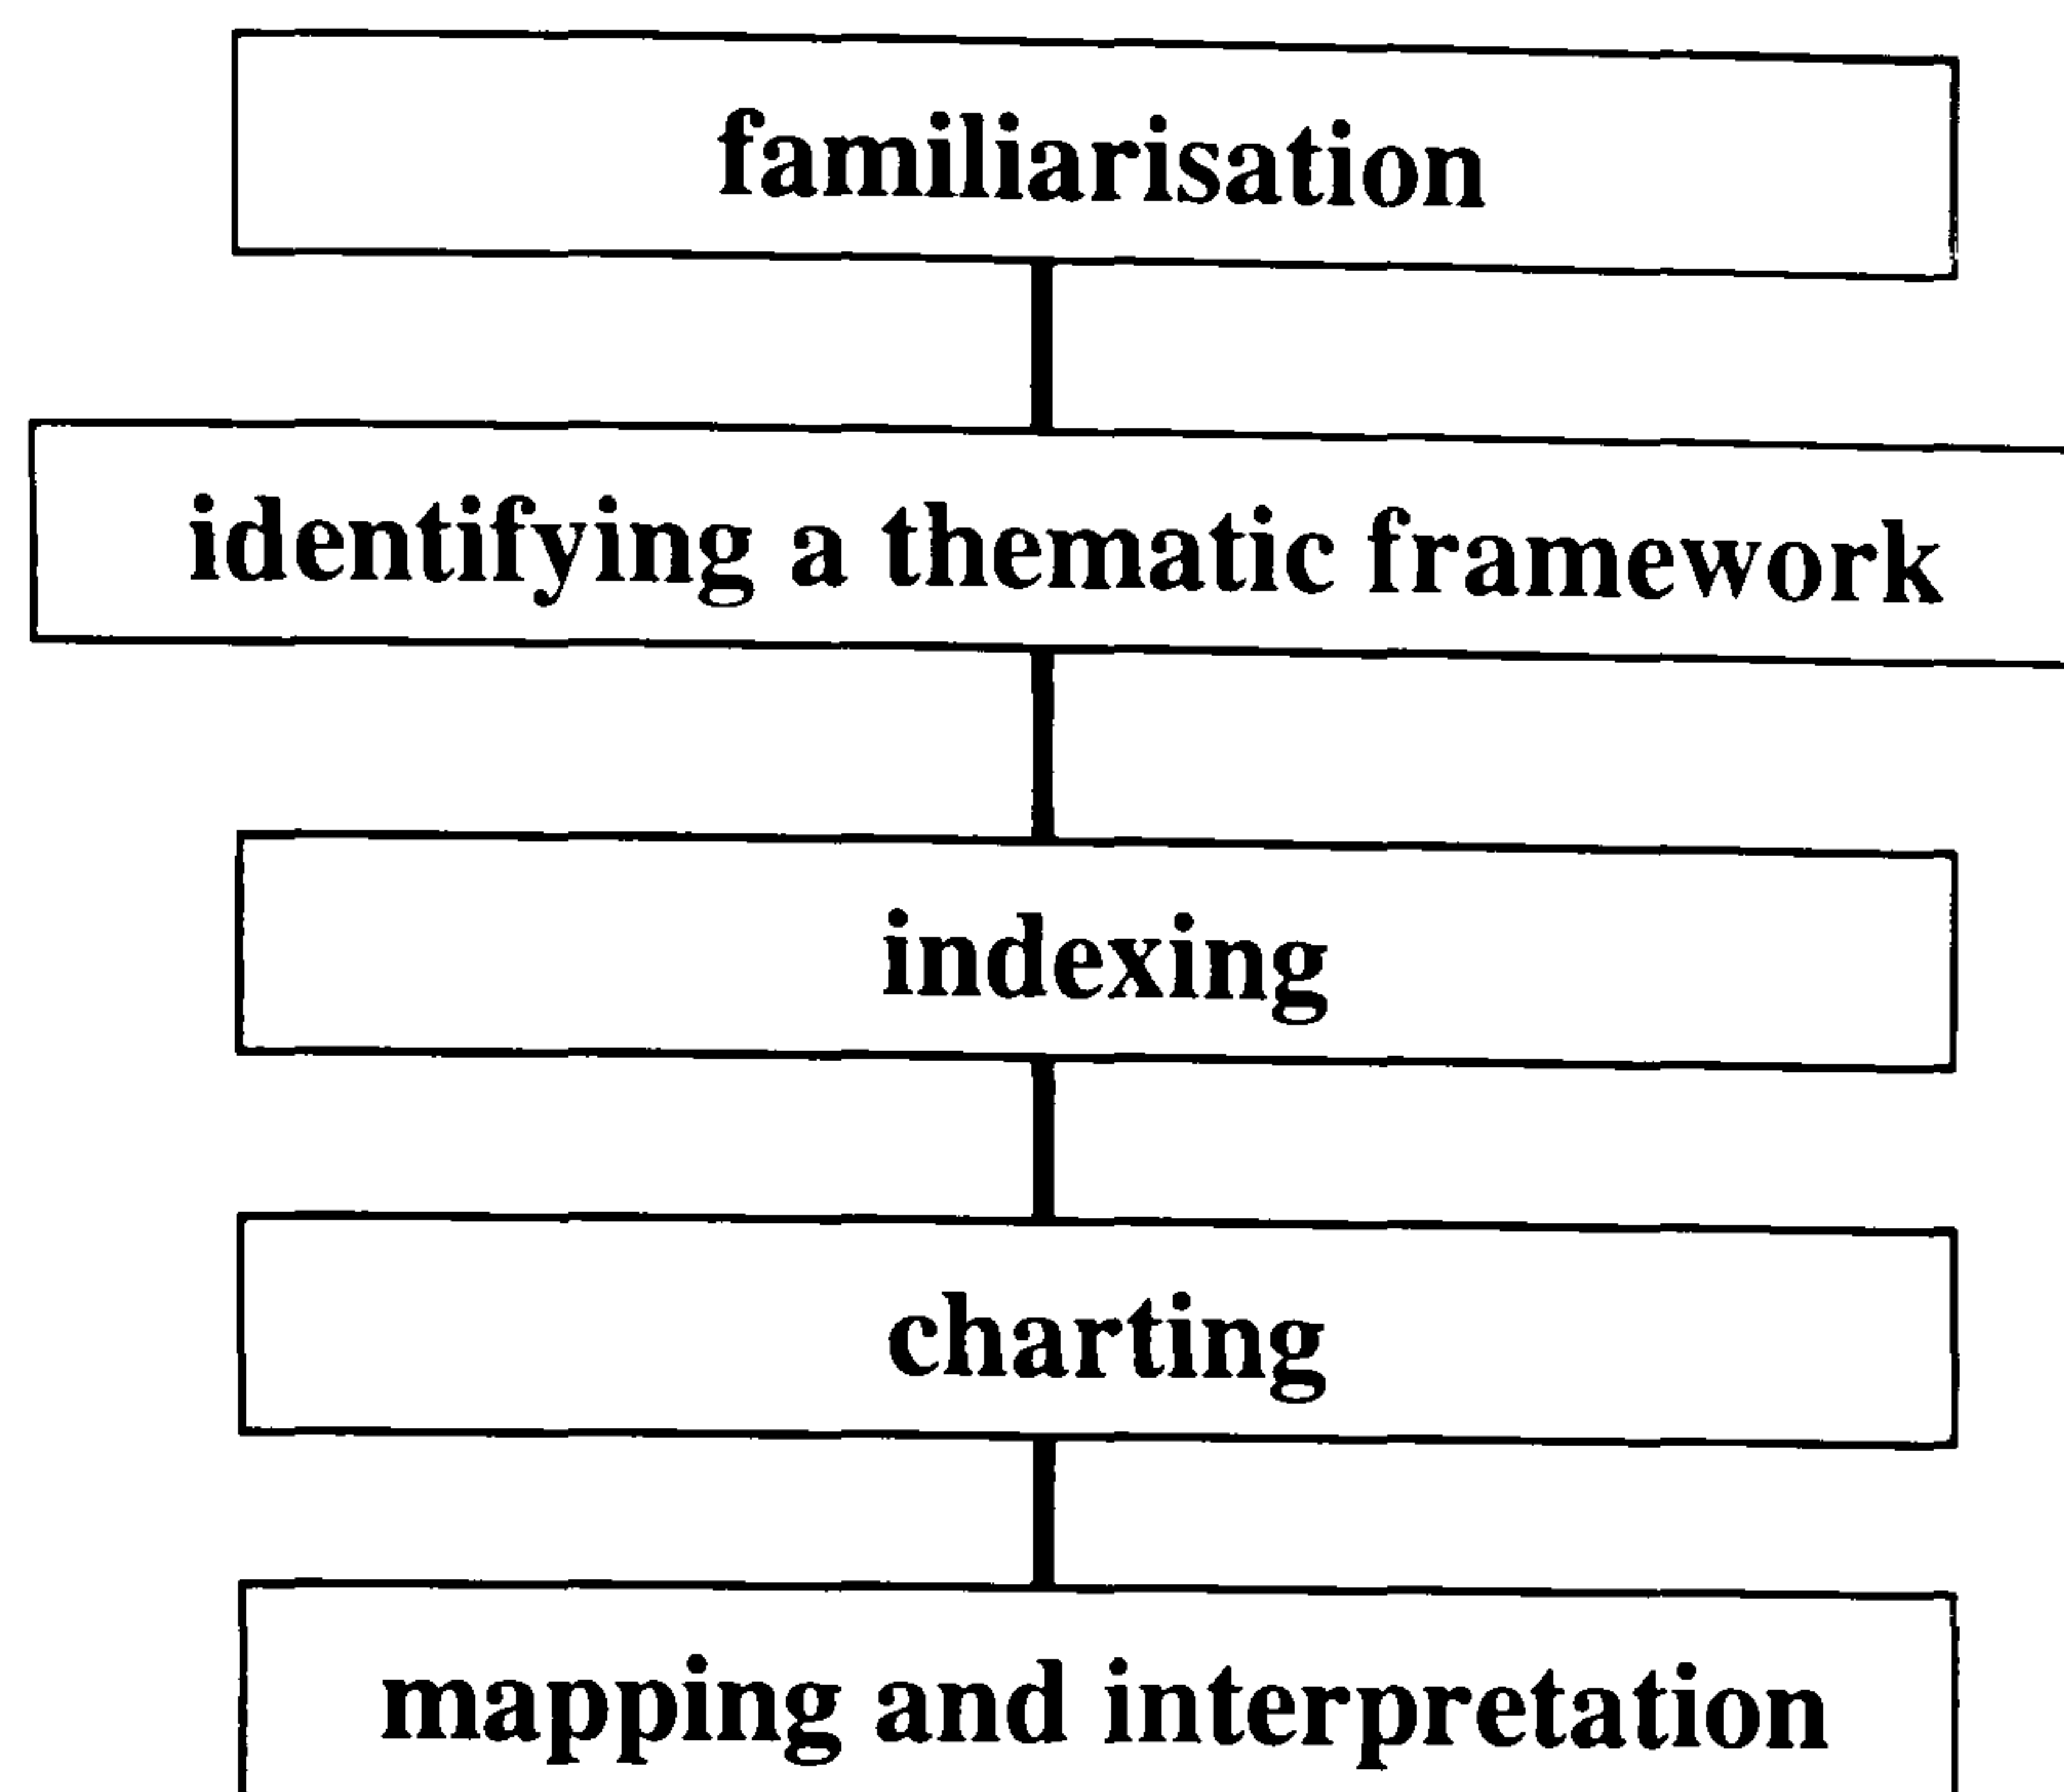 familiarisation
identifying a thematic framework
indexing
charting
mapping and interpretation